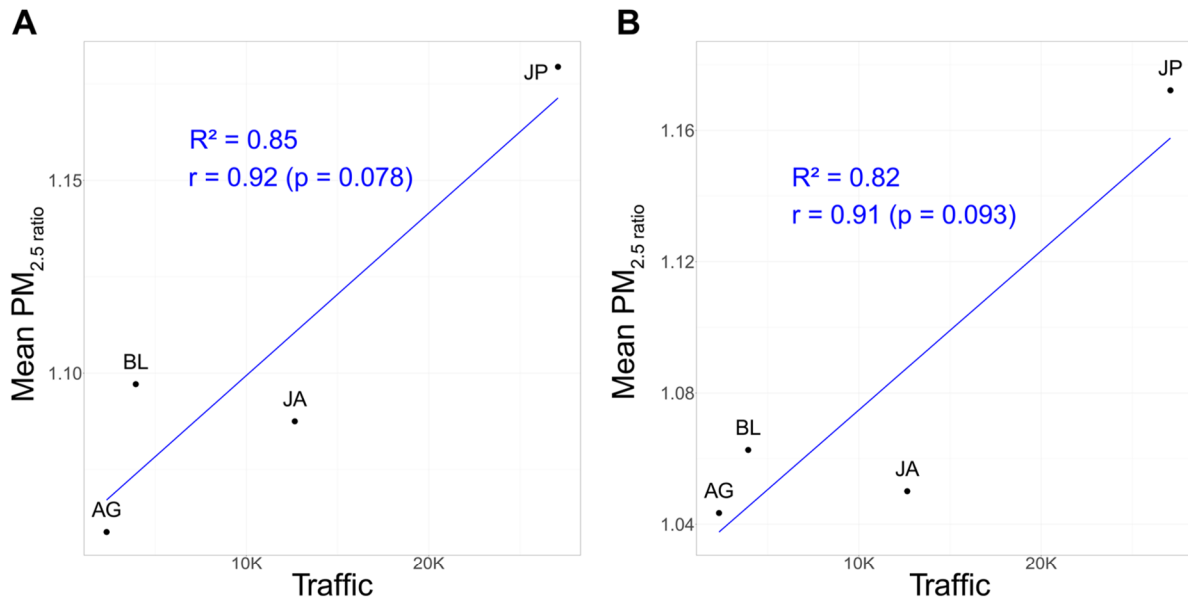 A
JP
R² = 0.85
r = 0.92 (p = 0.078)
1.15
BL
1.10
JA
AG
10K
20K
Mean PM2.5 ratio
Traffic
B
JP
1.16
R² = 0.82
r = 0.91 (p = 0.093)
1.12
1.08
BL
JA
AG
1.04
10K
20K
Mean PM2.5 ratio
Traffic